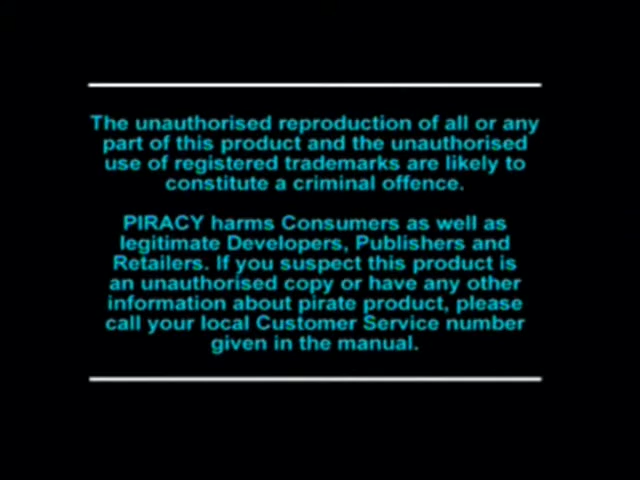 The unauthorised reproduction of all or any
part of this product and the unauthorised
use of registered trademarks are likely to
constitute a criminal offence.
PIRACY harms Consumers as well as
legitimate Developers, Publishers and
Retailers. If you suspect this product is
an unauthorised copy or have any other
information about pirate product, please
call your local Customer Service number
given in the manual.